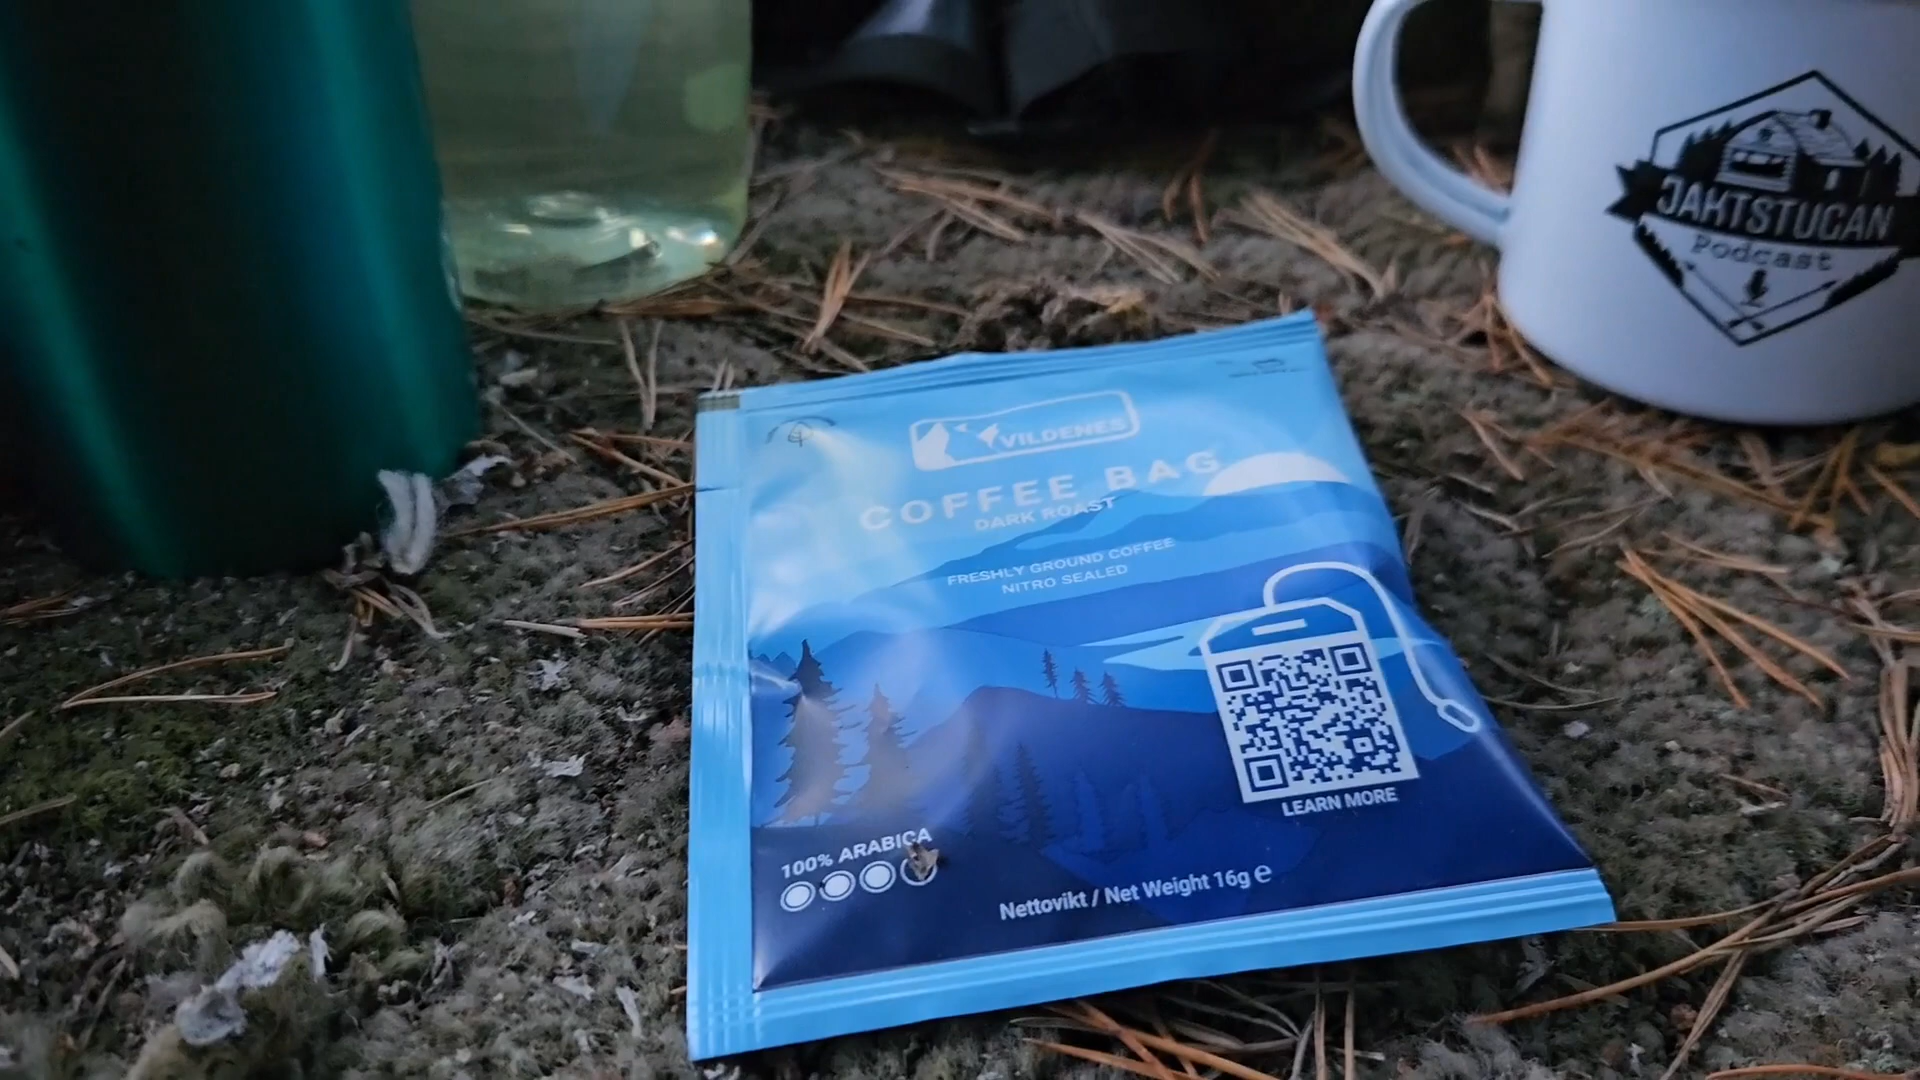 JAKTSTUGAN
Podcast
VILDENES
COFFEE BAG
DARK ROAST
FRESHLY GROUND COFFEE
NITRO SEALED
LEARN MORE
100% ARABICA
Nettovikt / Net Weight 16g ℮